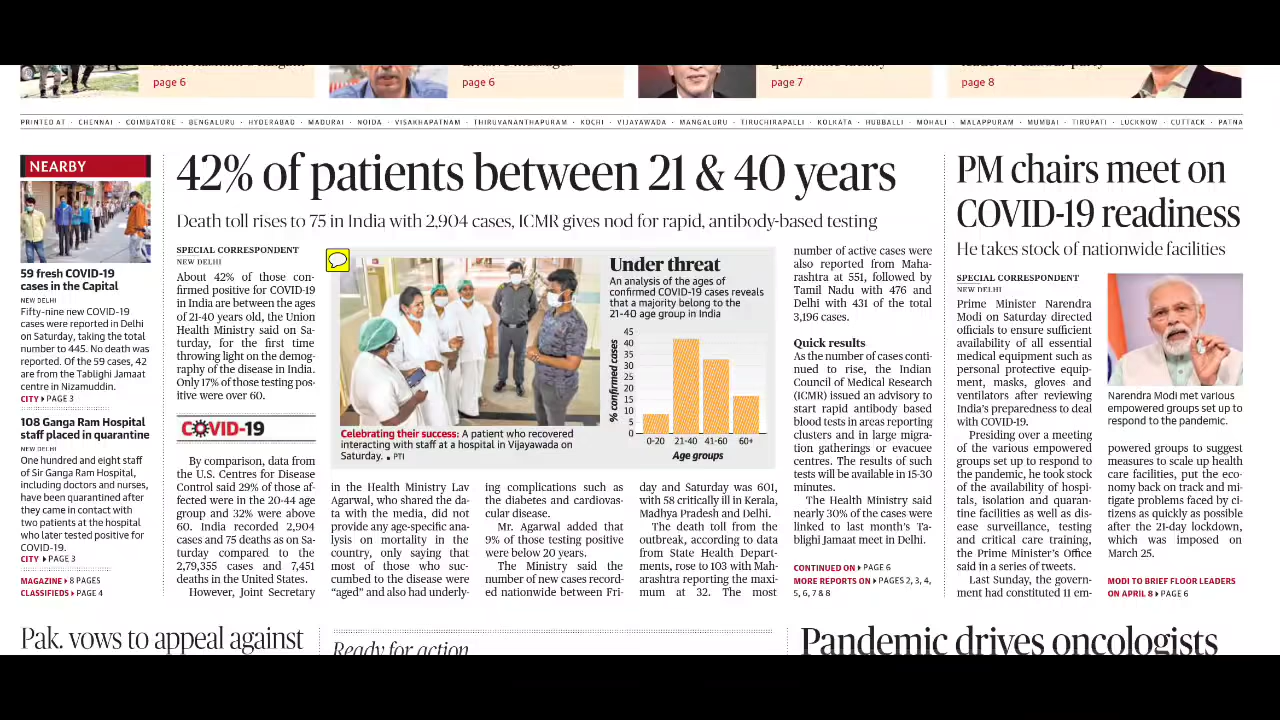 page 6
page 6
page 7
page 8
PRINTED AT · CHENNAI · COIMBATORE · BENGALURU · HYDERABAD · MADURAI · NOIDA · VISAKHAPATNAM · THIRUVANANTHAPURAM · KOCHI · VIJAYAWADA · MANGALURU · TIRUCHIRAPALLI · KOLKATA · HUBBALLI · MOHALI · MALAPPURAM · MUMBAI · TIRUPATI · LUCKNOW · CUTTACK · PATNA
NEARBY
59 fresh COVID-19
cases in the Capital
NEW DELHI
Fifty-nine new COVID-19
cases were reported in Delhi
on Saturday, taking the total
number to 445. No death was
reported. Of the 59 cases, 42
are from the Tablighi Jamaat
centre in Nizamuddin.
CITY ▸ PAGE 3
108 Ganga Ram Hospital
staff placed in quarantine
NEW DELHI
One hundred and eight staff
of Sir Ganga Ram Hospital,
including doctors and nurses,
have been quarantined after
they came in contact with
two patients at the hospital
who later tested positive for
COVID-19.
CITY ▸ PAGE 3
MAGAZINE ▸ 8 PAGES
CLASSIFIEDS ▸ PAGE 4
42% of patients between 21 & 40 years
Death toll rises to 75 in India with 2,904 cases, ICMR gives nod for rapid, antibody-based testing
SPECIAL CORRESPONDENT
NEW DELHI
About 42% of those con-
firmed positive for COVID-19
in India are between the ages
of 21-40 years old, the Union
Health Ministry said on Sa-
turday, for the first time
throwing light on the demog-
raphy of the disease in India.
Only 17% of those testing pos-
itive were over 60.
COVID-19
By comparison, data from
the U.S. Centres for Disease
Control said 29% of those af-
fected were in the 20-44 age
group and 32% were above
60. India recorded 2,904
cases and 75 deaths as on Sa-
turday compared to the
2,79,355 cases and 7,451
deaths in the United States.
However, Joint Secretary
Under threat
An analysis of the ages of
confirmed COVID-19 cases reveals
that a majority belong to the
21-40 age group in India
% confirmed cases
45
40
35
30
25
20
15
10
5
0
0-20 21-40 41-60 60+
Age groups
Celebrating their success: A patient who recovered
interacting with staff at a hospital in Vijayawada on
Saturday. • PTI
in the Health Ministry Lav
Agarwal, who shared the da-
ta with the media, did not
provide any age-specific ana-
lysis on mortality in the
country, only saying that
most of those who suc-
cumbed to the disease were
“aged” and also had underly-
ing complications such as
the diabetes and cardiovas-
cular disease.
Mr. Agarwal added that
9% of those testing positive
were below 20 years.
The Ministry said the
number of new cases record-
ed nationwide between Fri-
day and Saturday was 601,
with 58 critically ill in Kerala,
Madhya Pradesh and Delhi.
The death toll from the
outbreak, according to data
from State Health Depart-
ments, rose to 103 with Mah-
arashtra reporting the maxi-
mum at 32. The most
number of active cases were
also reported from Maha-
rashtra at 551, followed by
Tamil Nadu with 476 and
Delhi with 431 of the total
3,196 cases.
Quick results
As the number of cases conti-
nued to rise, the Indian
Council of Medical Research
(ICMR) issued an advisory to
start rapid antibody based
blood tests in areas reporting
clusters and in large migra-
tion gatherings or evacuee
centres. The results of such
tests will be available in 15-30
minutes.
The Health Ministry said
nearly 30% of the cases were
linked to last month's Ta-
blighi Jamaat meet in Delhi.
CONTINUED ON ▸ PAGE 6
MORE REPORTS ON ▸ PAGES 2, 3, 4,
5, 6, 7 & 8
PM chairs meet on
COVID-19 readiness
He takes stock of nationwide facilities
SPECIAL CORRESPONDENT
NEW DELHI
Prime Minister Narendra
Modi on Saturday directed
officials to ensure sufficient
availability of all essential
medical equipment such as
personal protective equip-
ment, masks, gloves and
ventilators after reviewing
India's preparedness to deal
with COVID-19.
Presiding over a meeting
of the various empowered
groups set up to respond to
the pandemic, he took stock
of the availability of hospi-
tals, isolation and quaran-
tine facilities as well as dis-
ease surveillance, testing
and critical care training,
the Prime Minister's Office
said in a series of tweets.
Last Sunday, the govern-
ment had constituted 11 em-
Narendra Modi met various
empowered groups set up to
respond to the pandemic.
powered groups to suggest
measures to scale up health
care facilities, put the eco-
nomy back on track and mit-
igate problems faced by ci-
tizens as quickly as possible
after the 21-day lockdown,
which was imposed on
March 25.
MODI TO BRIEF FLOOR LEADERS
ON APRIL 8 ▸ PAGE 6
Pak. vows to appeal against
Ready for action
Pandemic drives oncologists